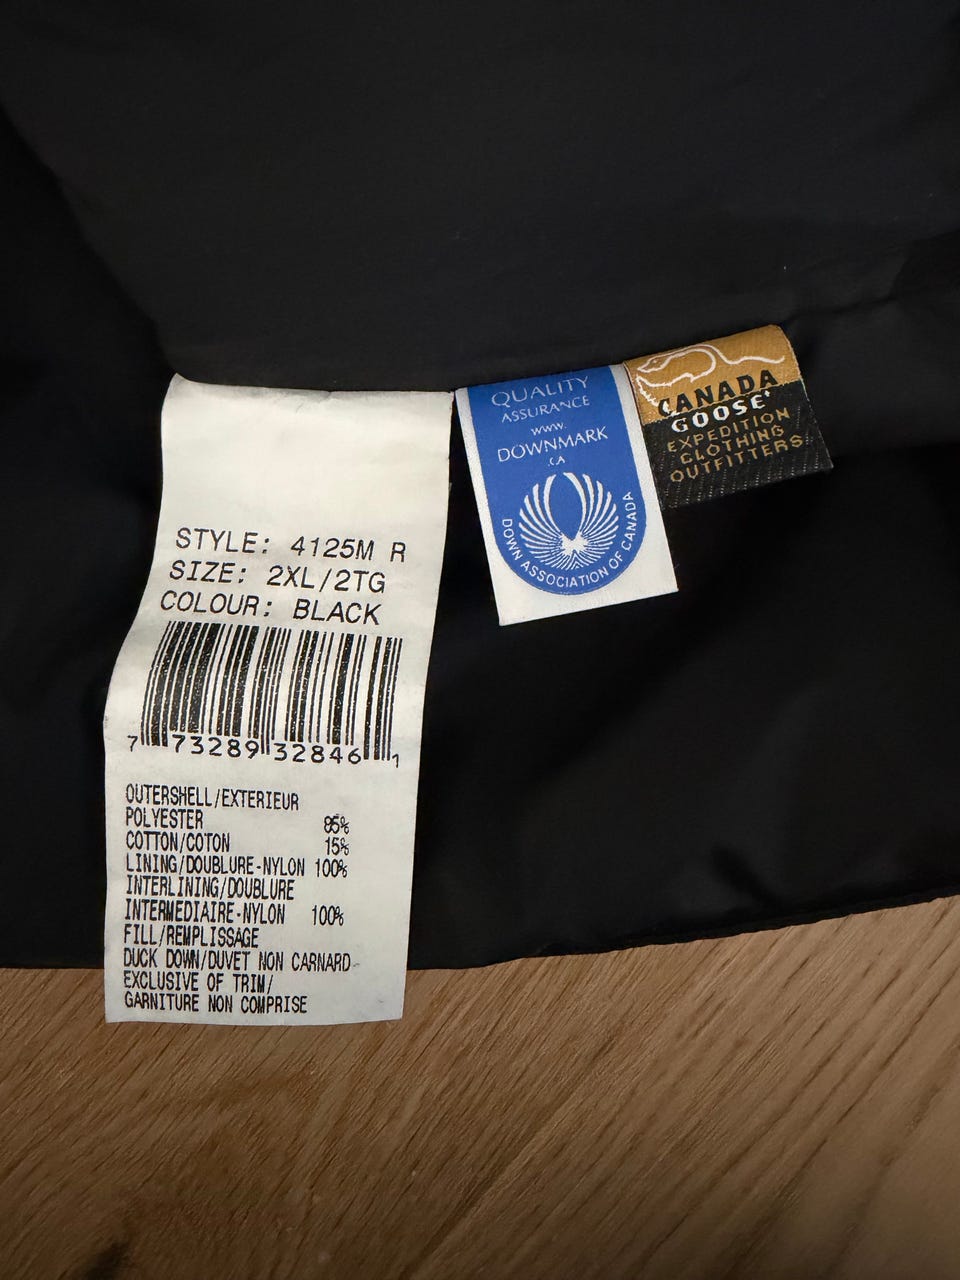 STYLE: 4125M R
SIZE: 2XL/2TG
COLOUR: BLACK
7 73289 32846 1
OUTERSHELL/EXTERIEUR
POLYESTER 85%
COTTON/COTON 15%
LINING/DOUBLURE-NYLON 100%
INTERLINING/DOUBLURE
INTERMEDIAIRE-NYLON 100%
FILL/REMPLISSAGE
DUCK DOWN/DUVET NON CARNARD
EXCLUSIVE OF TRIM/
GARNITURE NON COMPRISE
QUALITY
ASSURANCE
www.
DOWNMARK
.CA
DOWN ASSOCIATION OF CANADA
CANADA
GOOSE
EXPEDITION
CLOTHING
OUTFITTERS